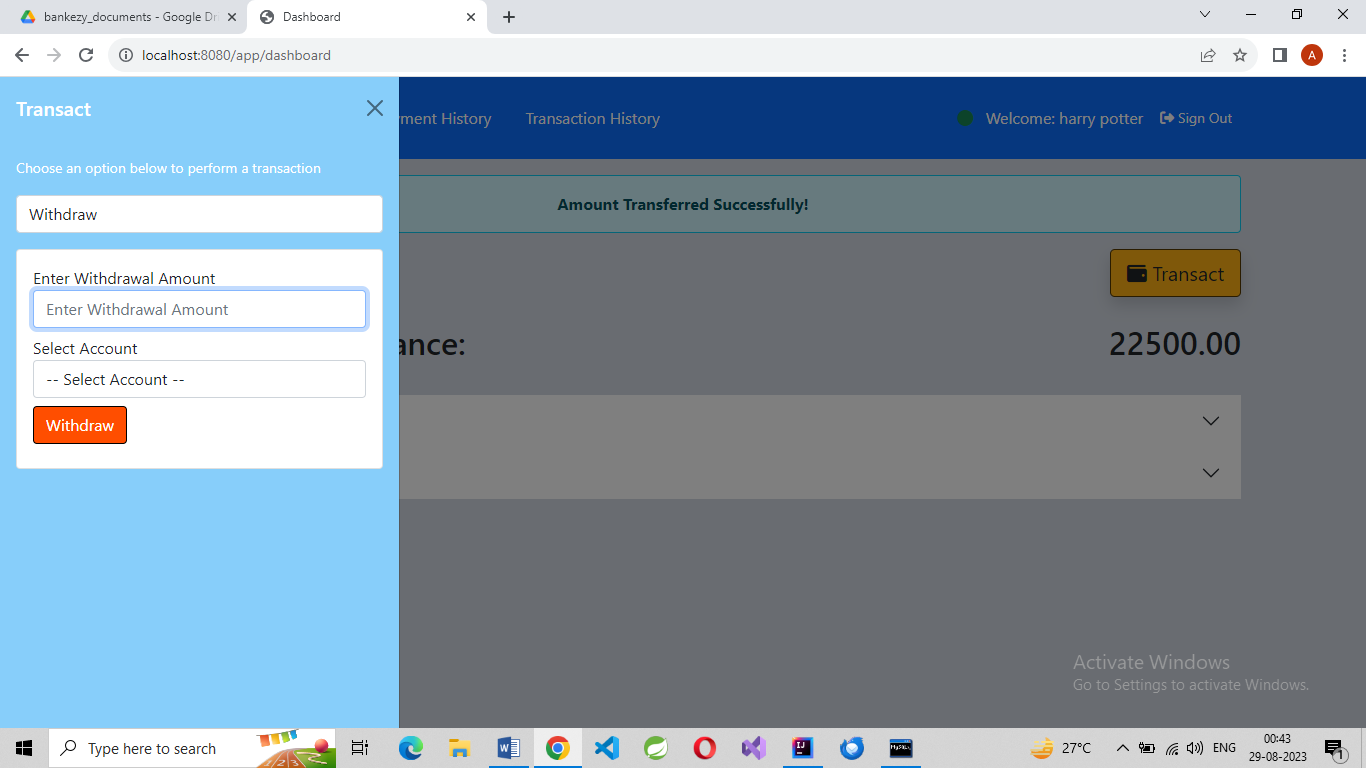 bankezy_documents - Google Dr
Dashboard
localhost:8080/app/dashboard
A
Transact
Choose an option below to perform a transaction
Withdraw
Enter Withdrawal Amount
Enter Withdrawal Amount
Select Account
-- Select Account --
Withdraw
ment History
Transaction History
Welcome: harry potter
Sign Out
Amount Transferred Successfully!
Transact
ance:
22500.00
Activate Windows
Go to Settings to activate Windows.
Type here to search
27°C
ENG
00:43
29-08-2023
1